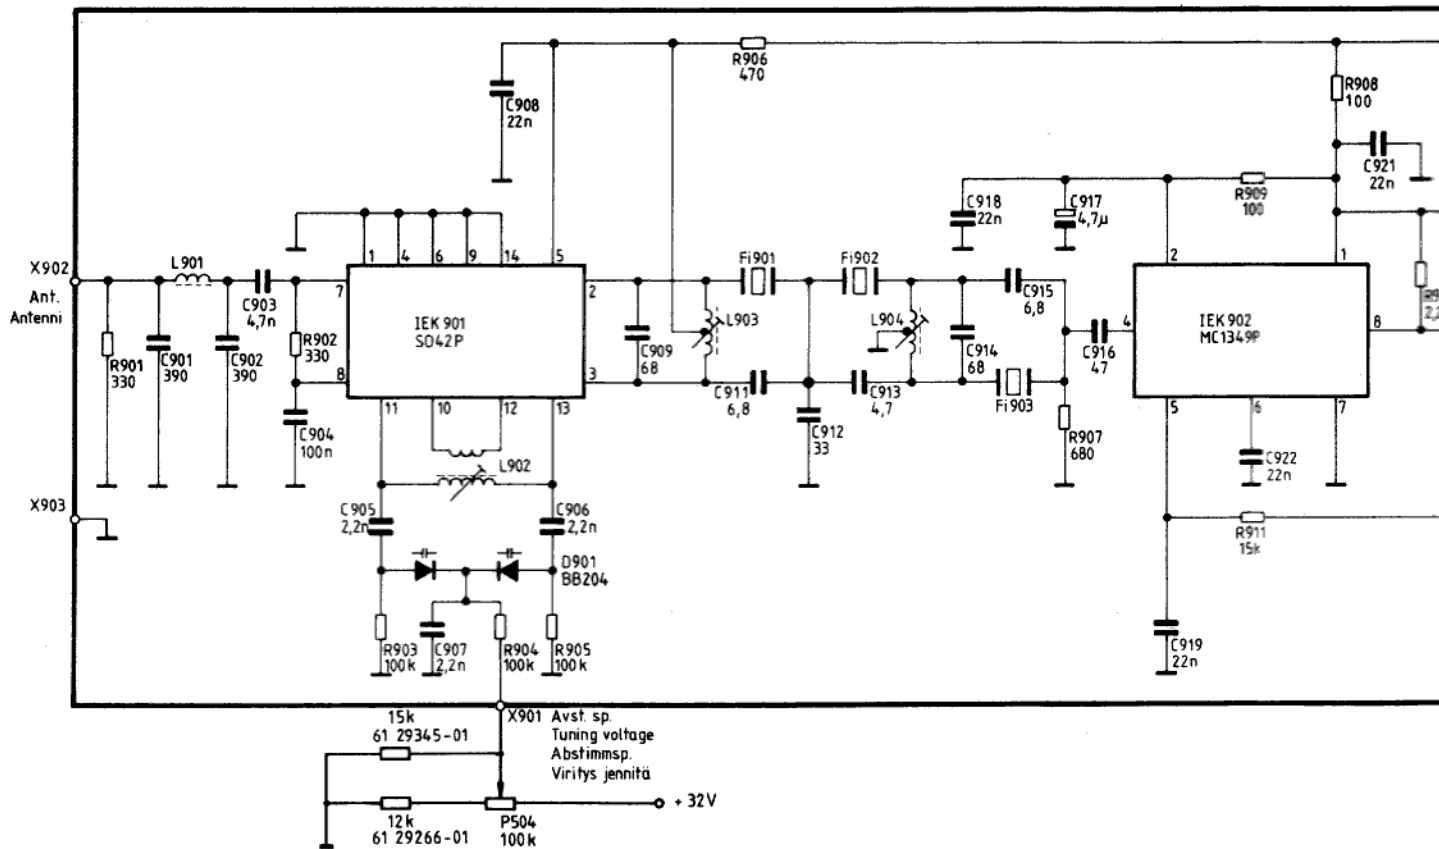 R906
470
R908
100
C908
22n
C921
22n
C918
22n
C917
4,7µ
R909
100
1
4
6
9
14
5
2
1
X902
Ant.
Antenni
L901
C903
4,7n
7
2
Fi901
Fi902
C915
6,8
R901
330
C901
390
C902
390
R902
330
8
IEK 901
SO42P
3
C909
68
L903
L904
C914
68
C916
47
4
IEK 902
MC1349P
8
C904
100n
11
10
12
13
C911
6,8
C912
33
C913
4,7
Fi903
R907
680
5
6
7
L902
C922
22n
X903
C905
2,2n
C906
2,2n
R911
15k
D901
BB204
R903
100k
C907
2,2n
R904
100k
R905
100k
C919
22n
X901
Avst. sp.
Tuning voltage
Abstimmsp.
Viritys jennitä
15k
61 29345-01
12k
61 29266-01
P504
100k
+ 32V